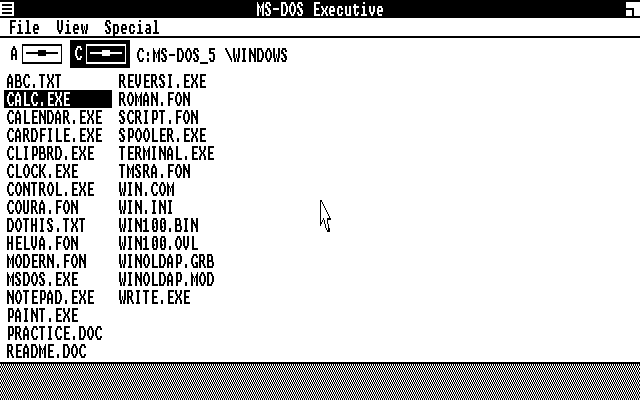 MS-DOS Executive
File View Special
A C C:MS-DOS_5 \WINDOWS
ABC.TXT REVERSI.EXE
CALC.EXE ROMAN.FON
CALENDAR.EXE SCRIPT.FON
CARDFILE.EXE SPOOLER.EXE
CLIPBRD.EXE TERMINAL.EXE
CLOCK.EXE TMSRA.FON
CONTROL.EXE WIN.COM
COURA.FON WIN.INI
DOTHIS.TXT WIN100.BIN
HELVA.FON WIN100.OVL
MODERN.FON WINOLDAP.GRB
MSDOS.EXE WINOLDAP.MOD
NOTEPAD.EXE WRITE.EXE
PAINT.EXE
PRACTICE.DOC
README.DOC